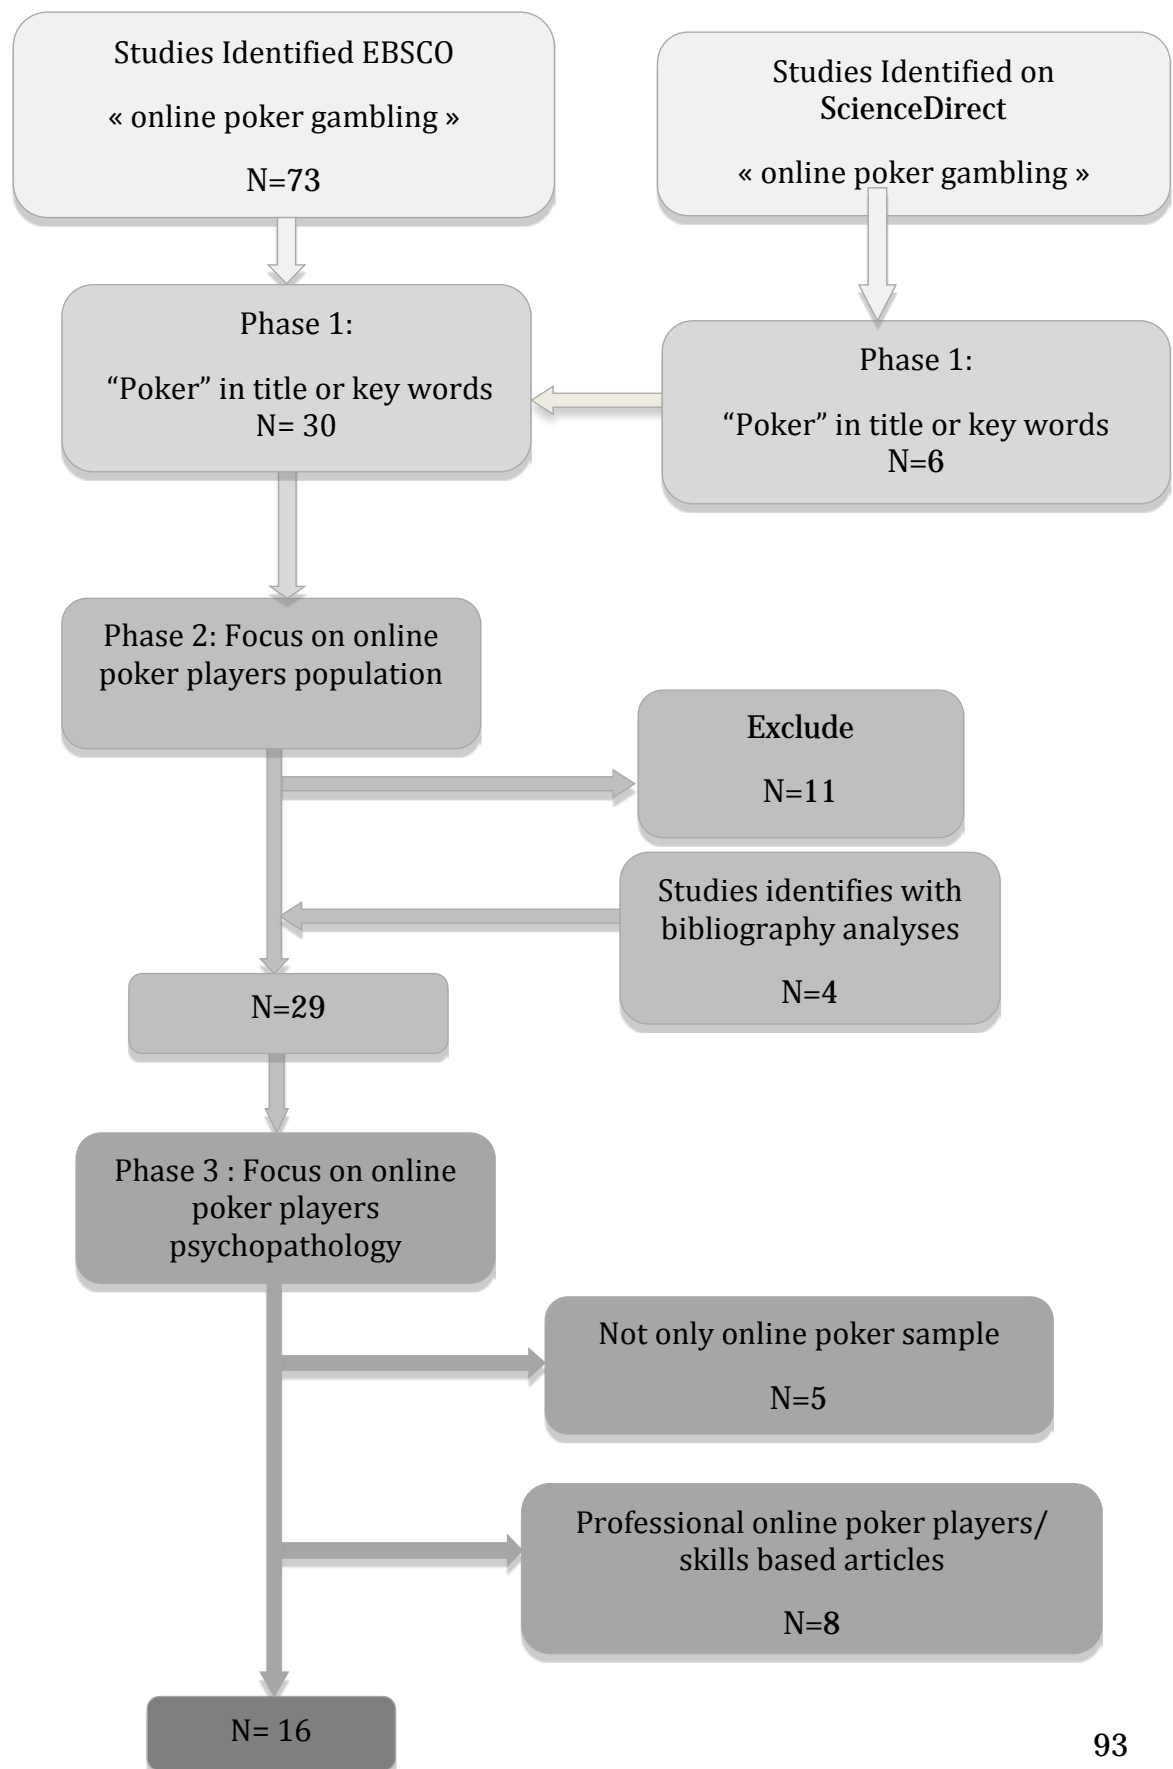 Studies Identified EBSCO
« online poker gambling »
N=73
Studies Identified on
ScienceDirect
« online poker gambling »
Phase 1:
“Poker” in title or key words
N= 30
Phase 1:
“Poker” in title or key words
N=6
Phase 2: Focus on online
poker players population
Exclude
N=11
Studies identifies with
bibliography analyses
N=4
N=29
Phase 3 : Focus on online
poker players
psychopathology
Not only online poker sample
N=5
Professional online poker players/
skills based articles
N=8
N= 16
93